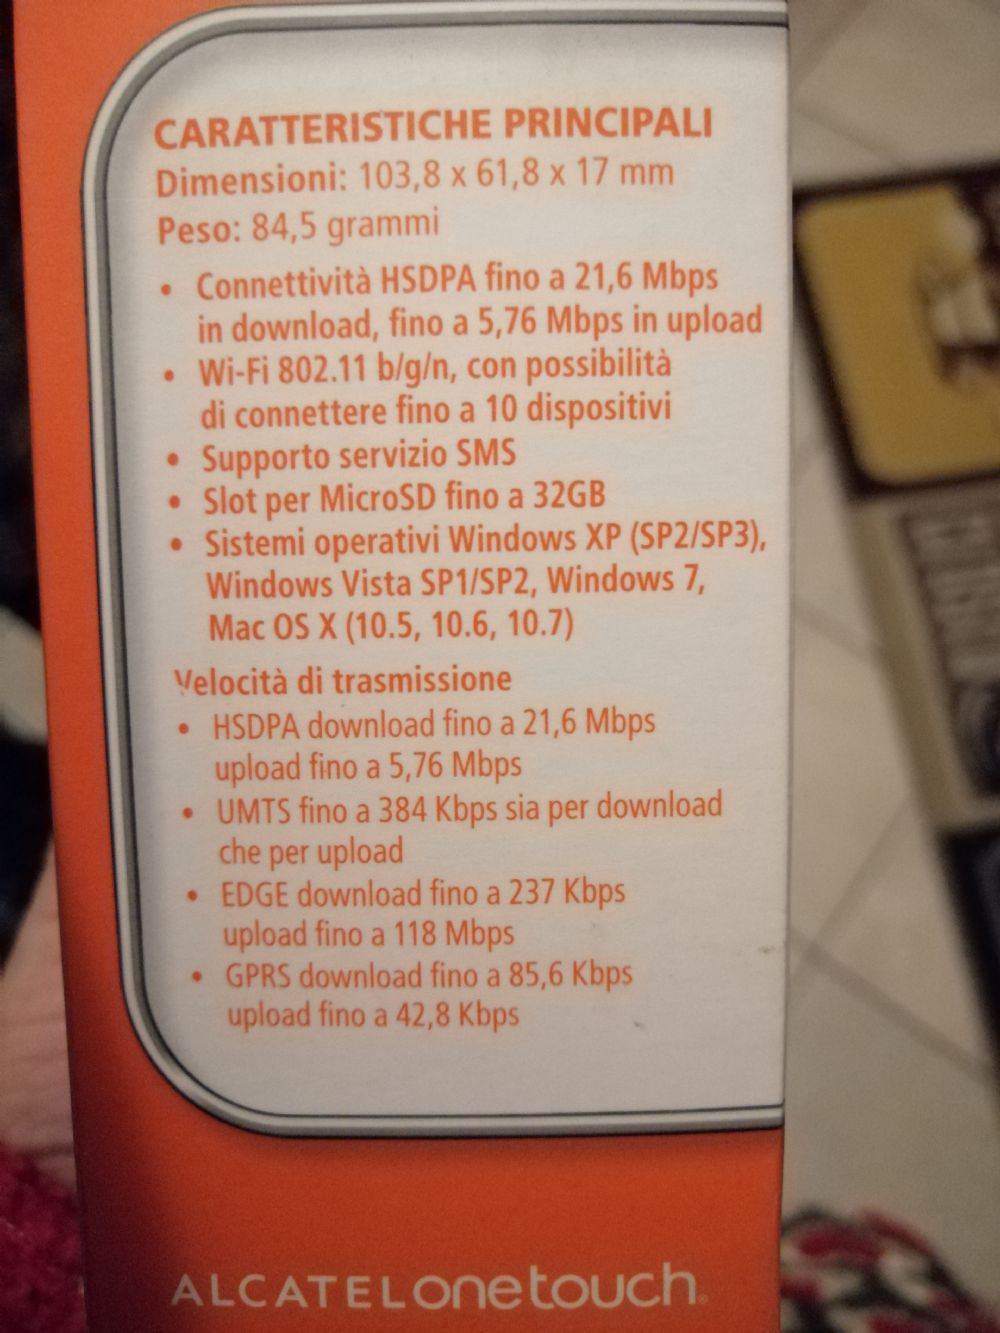 CARATTERISTICHE PRINCIPALI
Dimensioni: 103,8 x 61,8 x 17 mm
Peso: 84,5 grammi
• Connettività HSDPA fino a 21,6 Mbps
in download, fino a 5,76 Mbps in upload
• Wi-Fi 802.11 b/g/n, con possibilità
di connettere fino a 10 dispositivi
• Supporto servizio SMS
• Slot per MicroSD fino a 32GB
• Sistemi operativi Windows XP (SP2/SP3),
Windows Vista SP1/SP2, Windows 7,
Mac OS X (10.5, 10.6, 10.7)
Velocità di trasmissione
• HSDPA download fino a 21,6 Mbps
upload fino a 5,76 Mbps
• UMTS fino a 384 Kbps sia per download
che per upload
• EDGE download fino a 237 Kbps
upload fino a 118 Mbps
• GPRS download fino a 85,6 Kbps
upload fino a 42,8 Kbps
ALCATEL onetouch.